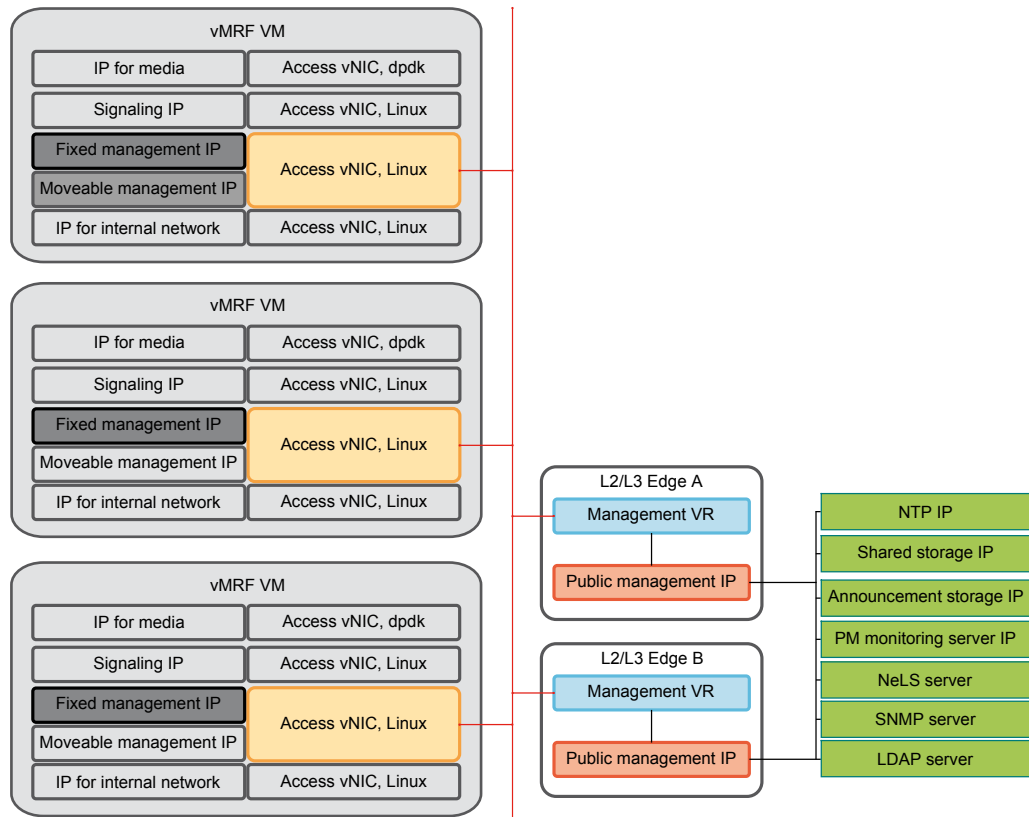 vMRF VM
IP for media
Access vNIC, dpdk
Signaling IP
Access vNIC, Linux
Fixed management IP
Access vNIC, Linux
Moveable management IP
IP for internal network
Access vNIC, Linux
vMRF VM
IP for media
Access vNIC, dpdk
Signaling IP
Access vNIC, Linux
Fixed management IP
Access vNIC, Linux
Moveable management IP
IP for internal network
Access vNIC, Linux
vMRF VM
IP for media
Access vNIC, dpdk
Signaling IP
Access vNIC, Linux
Fixed management IP
Access vNIC, Linux
Moveable management IP
IP for internal network
Access vNIC, Linux
L2/L3 Edge A
Management VR
Public management IP
L2/L3 Edge B
Management VR
Public management IP
NTP IP
Shared storage IP
Announcement storage IP
PM monitoring server IP
NeLS server
SNMP server
LDAP server